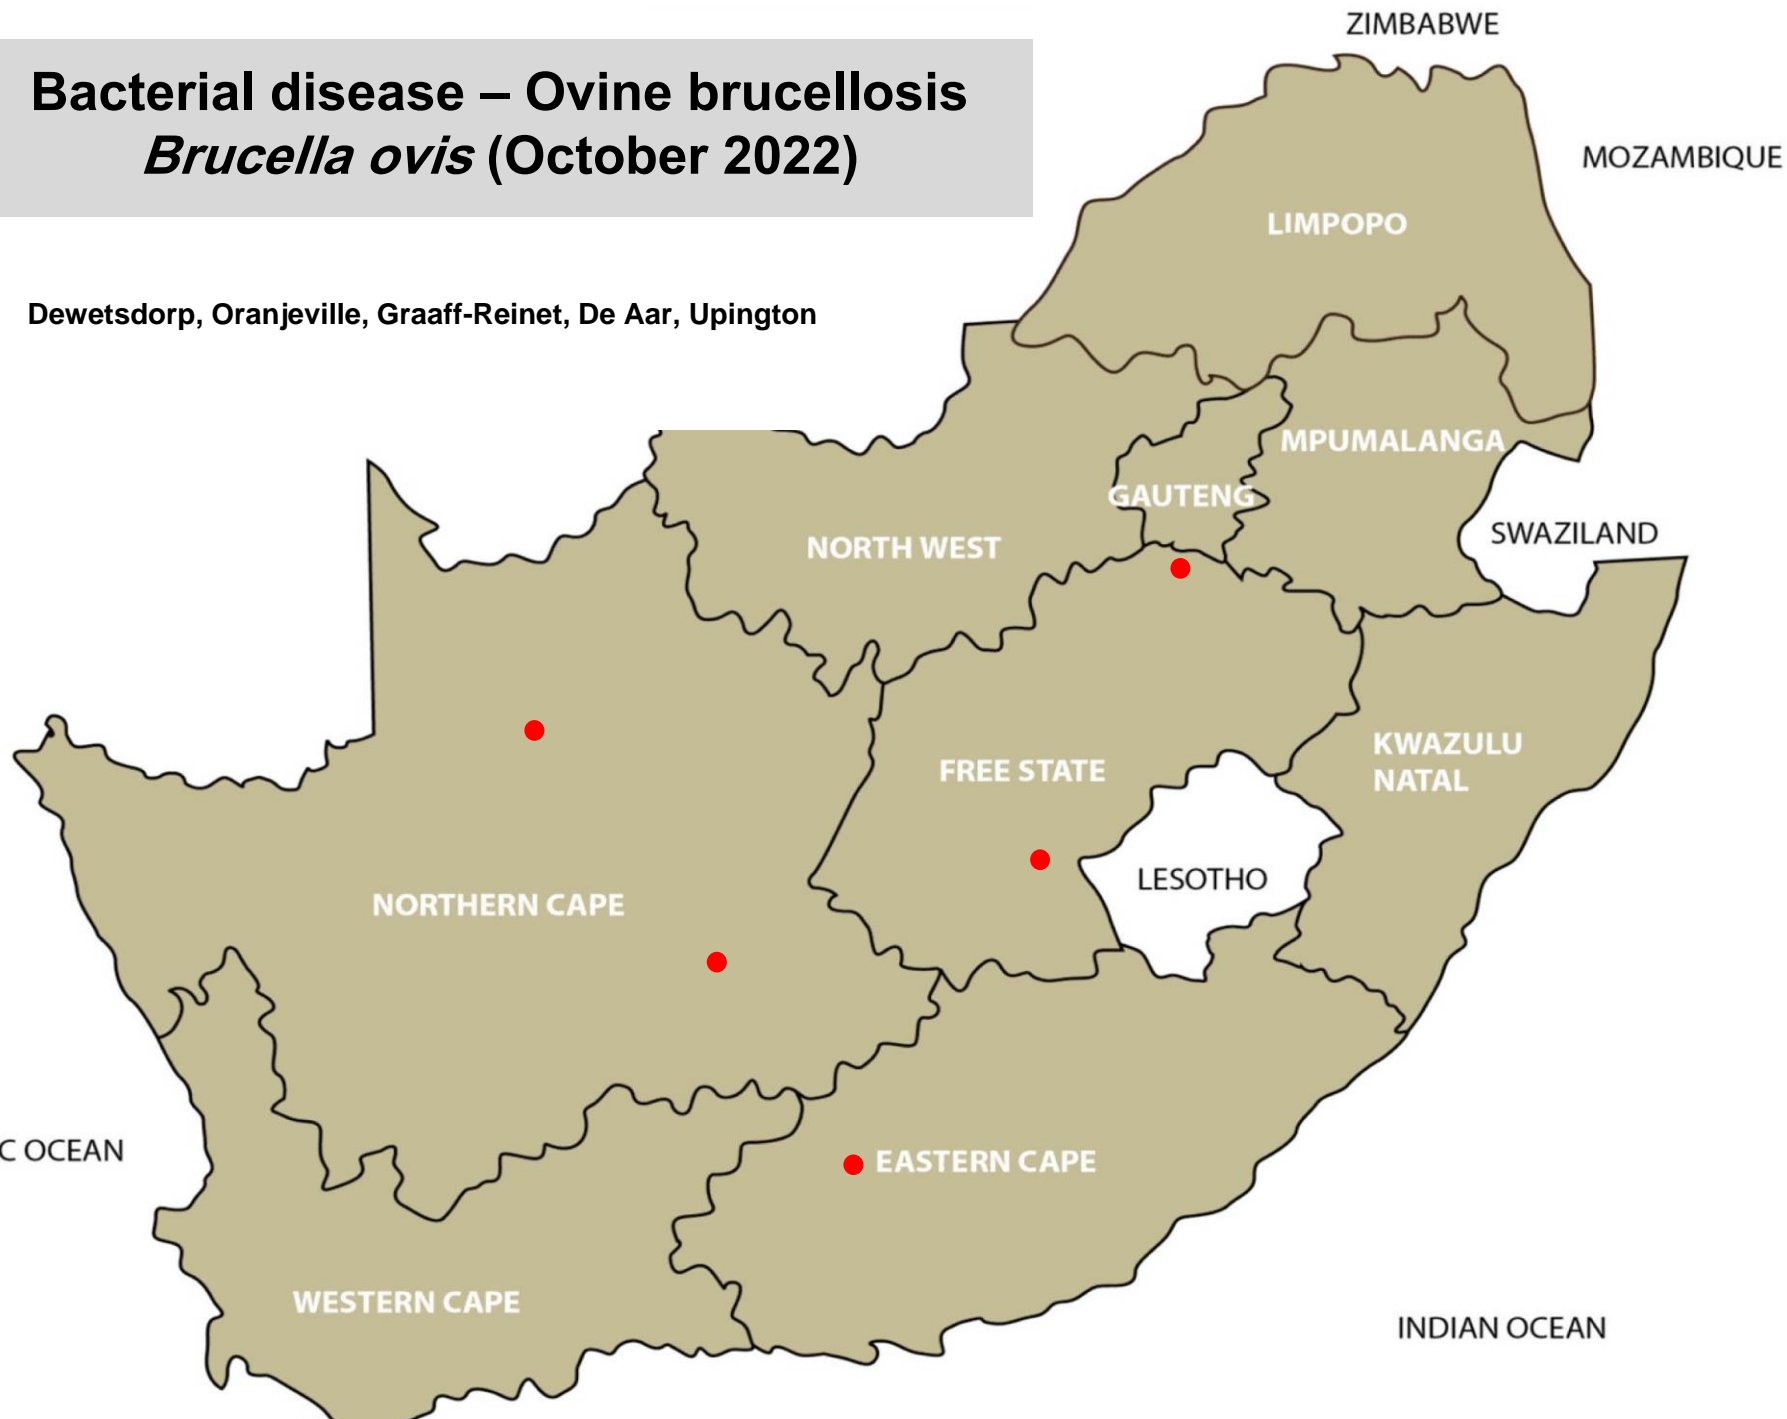 ZIMBABWE
Bacterial disease – Ovine brucellosis
Brucella ovis (October 2022)
MOZAMBIQUE
LIMPOPO
Dewetsdorp, Oranjeville, Graaff-Reinet, De Aar, Upington
MPUMALANGA
GAUTENG
SWAZILAND
NORTH WEST
KWAZULU
NATAL
FREE STATE
LESOTHO
NORTHERN CAPE
C OCEAN
EASTERN CAPE
WESTERN CAPE
INDIAN OCEAN